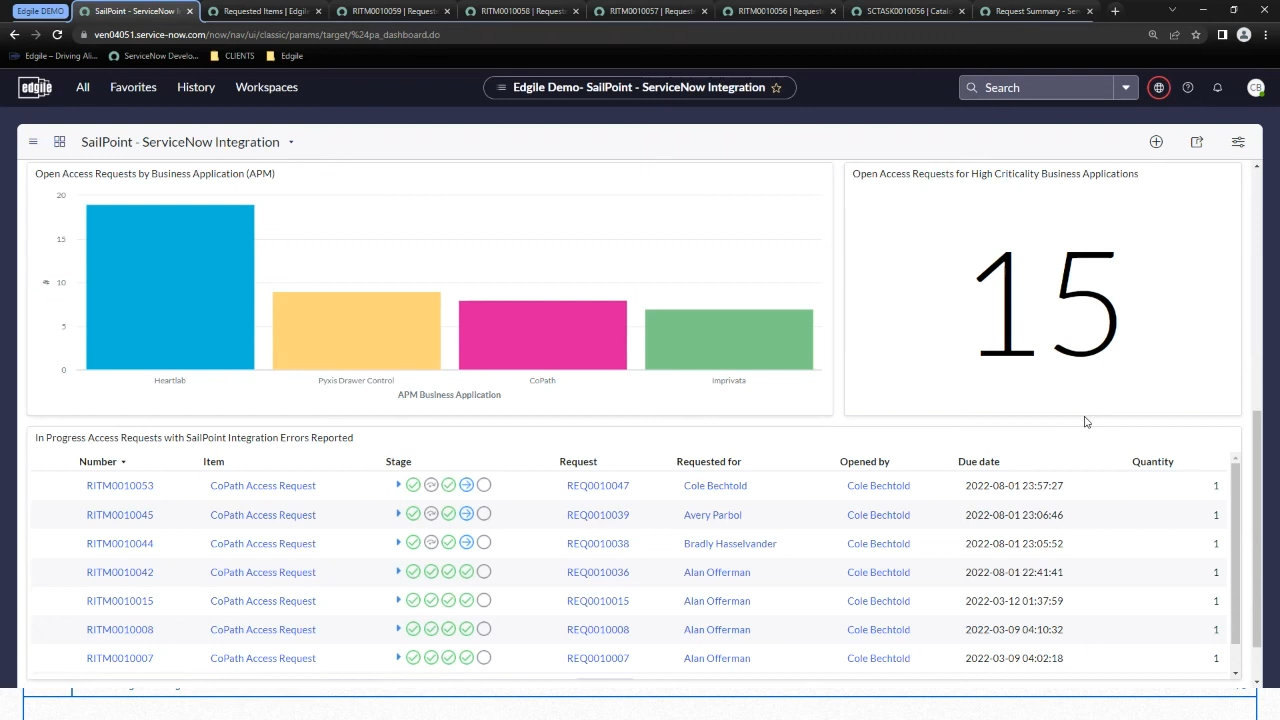 Edgile DEMO
SailPoint - ServiceNow I
Requested Items | Edgil
RITM0010059 | Request
RITM0010058 | Request
RITM0010057 | Request
RITM0010056 | Request
SCTASK0010056 | Catalo
Request Summary - Ser
ven04051.service-now.com/now/nav/ui/classic/params/target/%24pa_dashboard.do
Edgile – Driving Ali...
ServiceNow Develo...
CLIENTS
Edgile
edgile
All
Favorites
History
Workspaces
Edgile Demo- SailPoint - ServiceNow Integration
Search
CB
SailPoint - ServiceNow Integration
Open Access Requests by Business Application (APM)
20
15
10
5
0
#
Heartlab
Pyxis Drawer Control
CoPath
Imprivata
APM Business Application
Open Access Requests for High Criticality Business Applications
15
In Progress Access Requests with SailPoint Integration Errors Reported
Number Item Stage Request Requested for Opened by Due date Quantity
RITM0010053 CoPath Access Request REQ0010047 Cole Bechtold Cole Bechtold 2022-08-01 23:57:27 1
RITM0010045 CoPath Access Request REQ0010039 Avery Parbol Cole Bechtold 2022-08-01 23:06:46 1
RITM0010044 CoPath Access Request REQ0010038 Bradly Hasselvander Cole Bechtold 2022-08-01 23:05:52 1
RITM0010042 CoPath Access Request REQ0010036 Alan Offerman Cole Bechtold 2022-08-01 22:41:41 1
RITM0010015 CoPath Access Request REQ0010015 Alan Offerman Cole Bechtold 2022-03-12 01:37:59 1
RITM0010008 CoPath Access Request REQ0010008 Alan Offerman Cole Bechtold 2022-03-09 04:10:32 1
RITM0010007 CoPath Access Request REQ0010007 Alan Offerman Cole Bechtold 2022-03-09 04:02:18 1